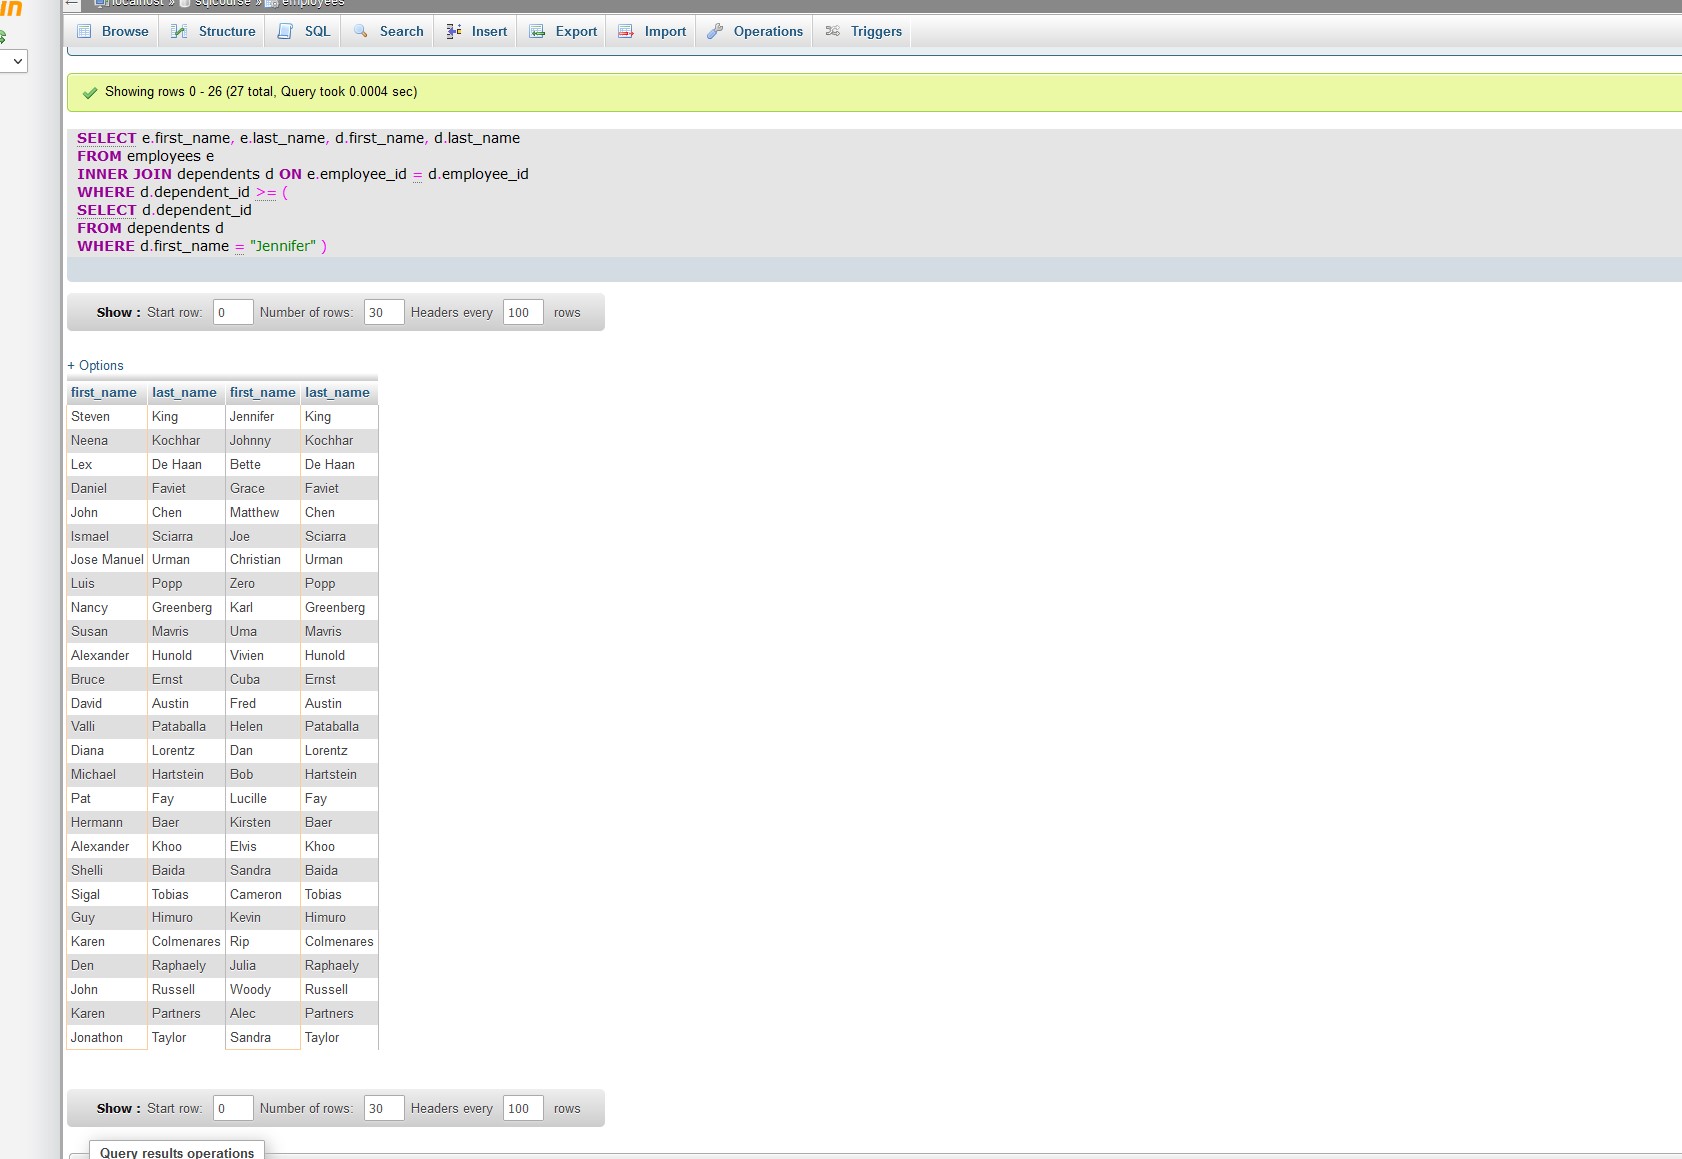 in
localhost » sqlcourse » employees
Browse Structure SQL Search Insert Export Import Operations Triggers
Showing rows 0 - 26 (27 total, Query took 0.0004 sec)
SELECT e.first_name, e.last_name, d.first_name, d.last_name
FROM employees e
INNER JOIN dependents d ON e.employee_id = d.employee_id
WHERE d.dependent_id >= (
SELECT d.dependent_id
FROM dependents d
WHERE d.first_name = "Jennifer" )
Show : Start row: 0 Number of rows: 30 Headers every 100 rows
+ Options
first_name last_name first_name last_name
Steven King Jennifer King
Neena Kochhar Johnny Kochhar
Lex De Haan Bette De Haan
Daniel Faviet Grace Faviet
John Chen Matthew Chen
Ismael Sciarra Joe Sciarra
Jose Manuel Urman Christian Urman
Luis Popp Zero Popp
Nancy Greenberg Karl Greenberg
Susan Mavris Uma Mavris
Alexander Hunold Vivien Hunold
Bruce Ernst Cuba Ernst
David Austin Fred Austin
Valli Pataballa Helen Pataballa
Diana Lorentz Dan Lorentz
Michael Hartstein Bob Hartstein
Pat Fay Lucille Fay
Hermann Baer Kirsten Baer
Alexander Khoo Elvis Khoo
Shelli Baida Sandra Baida
Sigal Tobias Cameron Tobias
Guy Himuro Kevin Himuro
Karen Colmenares Rip Colmenares
Den Raphaely Julia Raphaely
John Russell Woody Russell
Karen Partners Alec Partners
Jonathon Taylor Sandra Taylor
Show : Start row: 0 Number of rows: 30 Headers every 100 rows
Query results operations